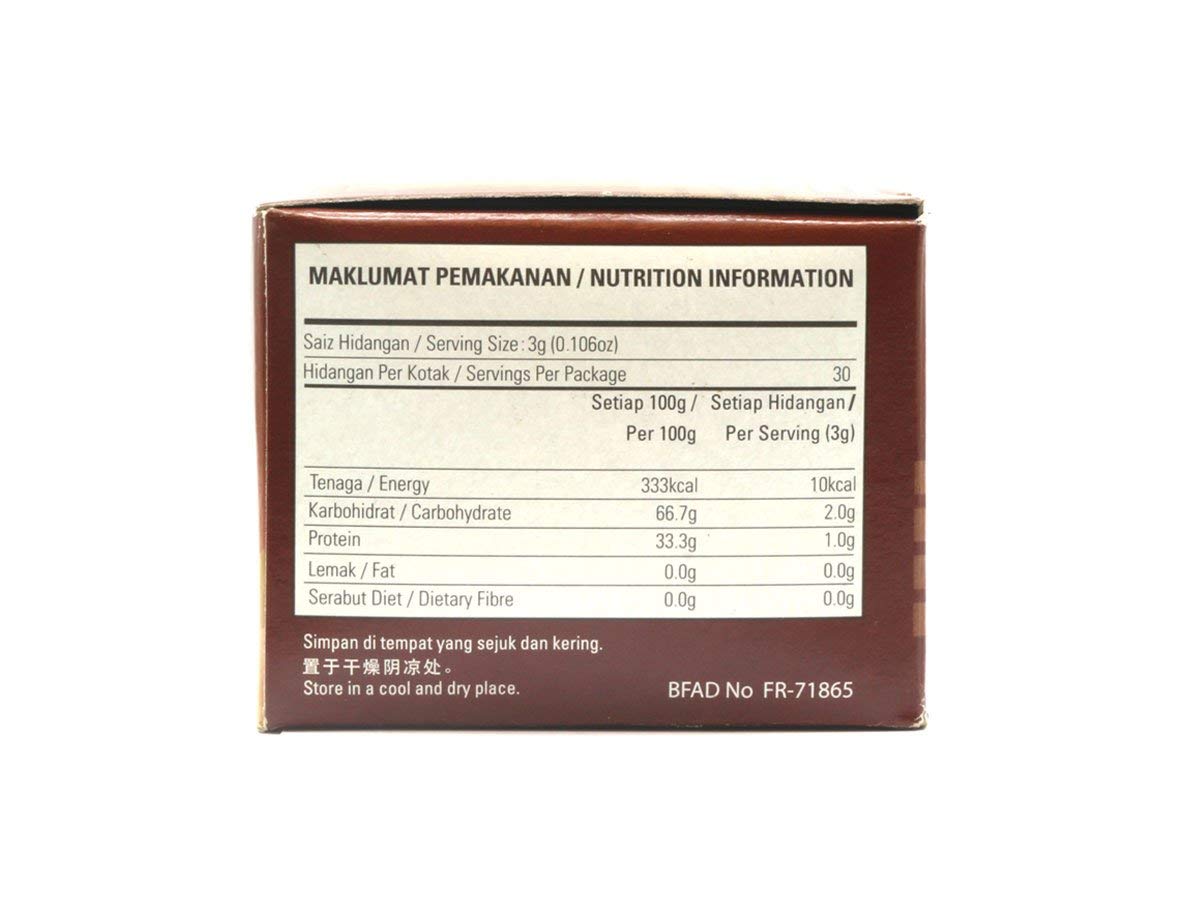 MAKLUMAT PEMAKANAN / NUTRITION INFORMATION
Saiz Hidangan / Serving Size: 3g (0.106oz)
Hidangan Per Kotak / Servings Per Package 30
Setiap 100g / Setiap Hidangan /
Per 100g Per Serving (3g)
Tenaga / Energy 333kcal 10kcal
Karbohidrat / Carbohydrate 66.7g 2.0g
Protein 33.3g 1.0g
Lemak / Fat 0.0g 0.0g
Serabut Diet / Dietary Fibre 0.0g 0.0g
Simpan di tempat yang sejuk dan kering.
置于干燥阴凉处。
Store in a cool and dry place. BFAD No FR-71865